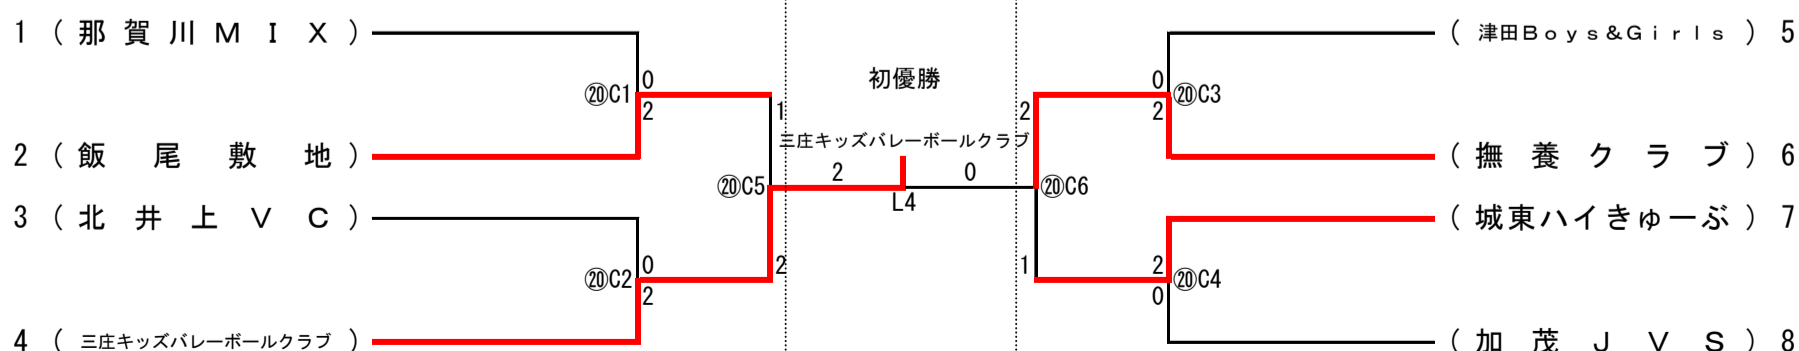 1 (那賀川MIX)
(津田Boys&Girls) 5
初優勝
0
0
⑳C1
⑳C3
2
1
2
2
三庄キッズバレーボールクラブ
2 (飯尾敷地)
(撫養クラブ) 6
2
0
⑳C5
⑳C6
L4
3 (北井上VC)
(城東ハイきゅーぶ) 7
0
2
1
2
⑳C2
⑳C4
2
0
4 (三庄キッズバレーボールクラブ)
(加茂JVS) 8